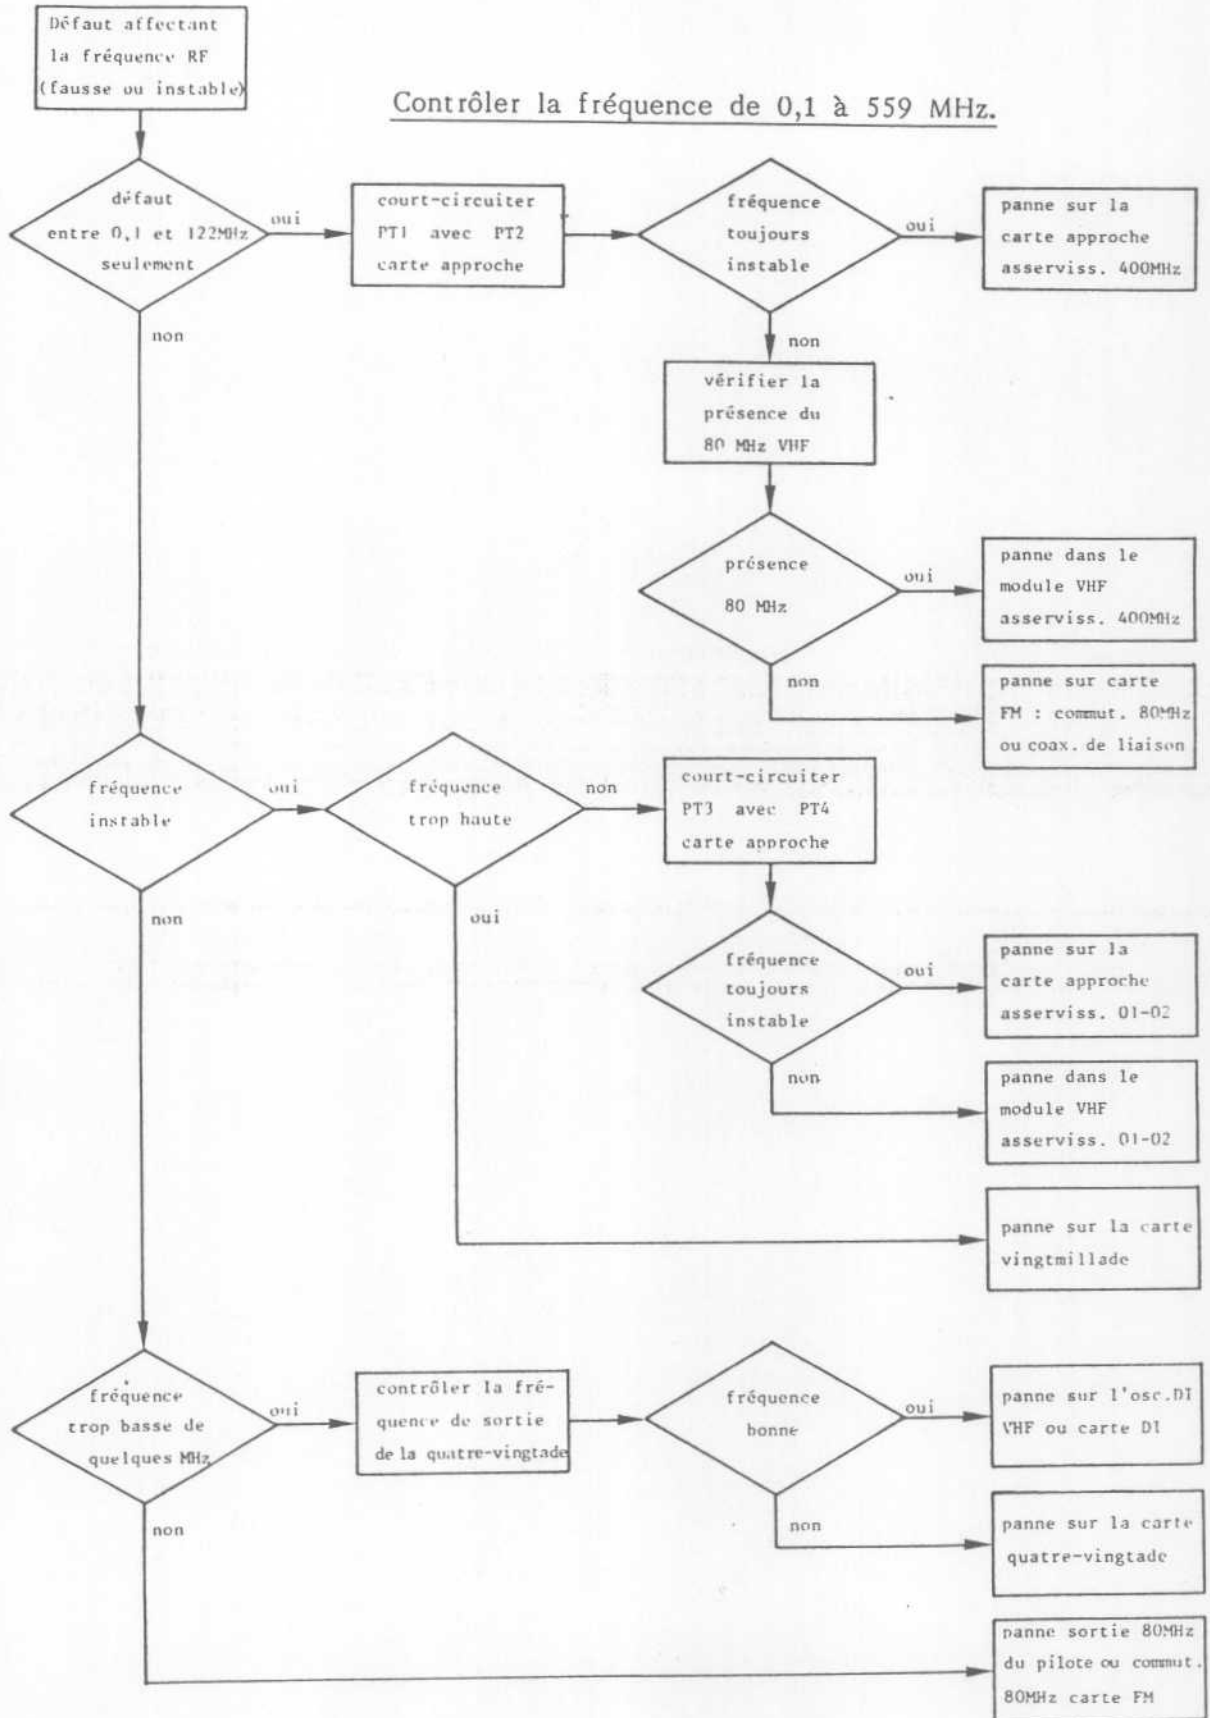 Défaut affectant
la fréquence RF
(fausse ou instable)
Contrôler la fréquence de 0,1 à 559 MHz.
défaut
entre 0,1 et 122MHz
seulement
oui
court-circuiter
PT1 avec PT2
carte approche
fréquence
toujours
instable
oui
panne sur la
carte approche
asserviss. 400MHz
non
non
vérifier la
présence du
80 MHz VHF
présence
80 MHz
oui
panne dans le
module VHF
asserviss. 400MHz
non
panne sur carte
FM : commut. 80MHz
ou coax. de liaison
fréquence
instable
oui
fréquence
trop haute
non
court-circuiter
PT3 avec PT4
carte approche
non
oui
fréquence
toujours
instable
oui
panne sur la
carte approche
asserviss. 01-02
non
panne dans le
module VHF
asserviss. 01-02
panne sur la carte
vingtmillade
fréquence
trop basse de
quelques MHz
oui
contrôler la fré-
quence de sortie
de la quatre-vingtade
fréquence
bonne
oui
panne sur l'osc.DI
VHF ou carte DI
non
non
panne sur la carte
quatre-vingtade
panne sortie 80MHz
du pilote ou commut.
80MHz carte FM